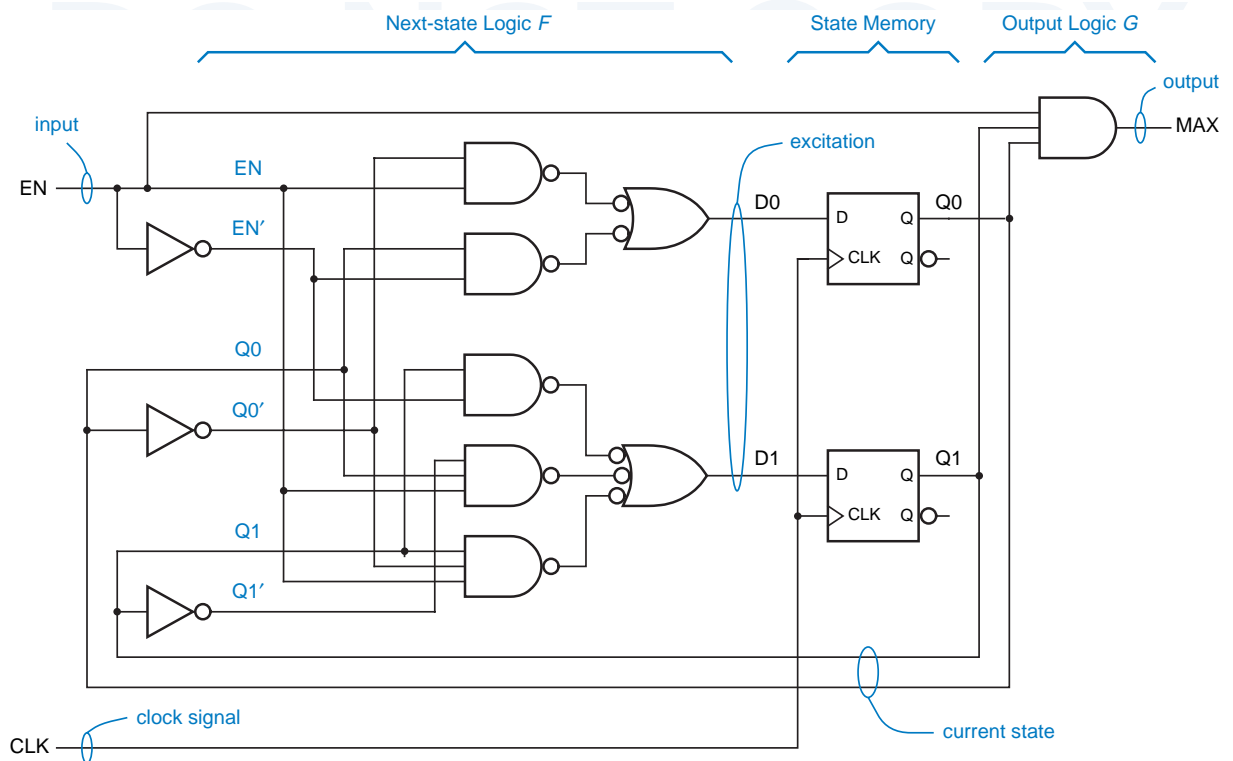 Next-state Logic F
State Memory
Output Logic G
output
input
EN
MAX
excitation
EN
EN′
D0
Q0
D
Q
CLK
Q
Q0
Q0′
D1
Q1
D
Q
CLK
Q
Q1
Q1′
clock signal
current state
CLK